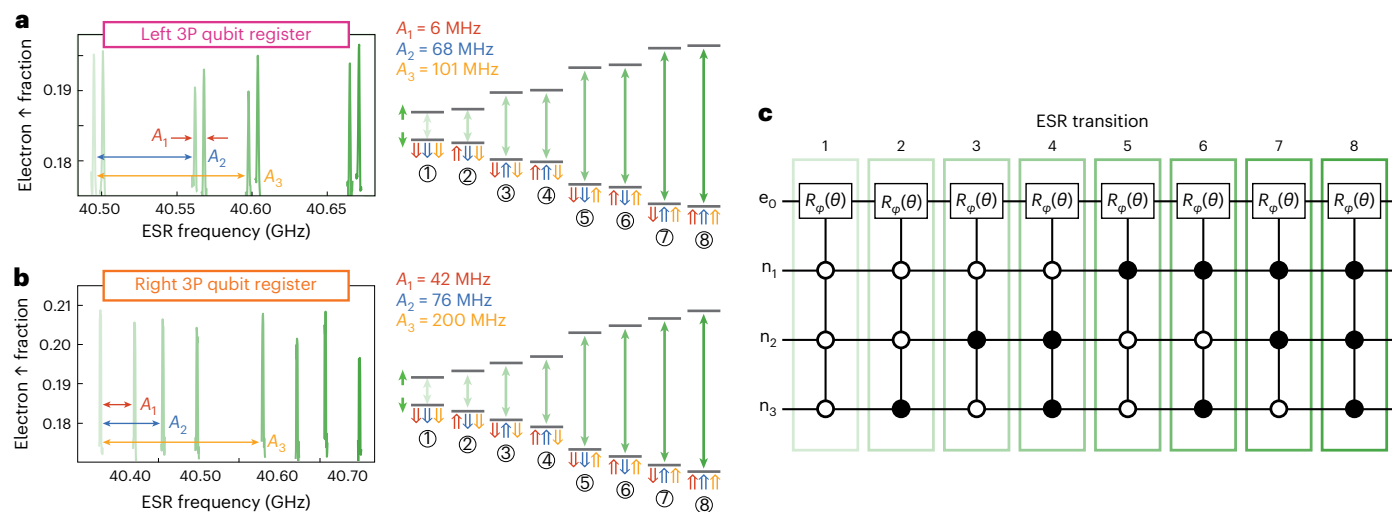 a
Left 3P qubit register
Electron ↑ fraction
0.19
0.18
A₁
A₂
A₃
40.50 40.55 40.60 40.65
ESR frequency (GHz)
A₁ = 6 MHz
A₂ = 68 MHz
A₃ = 101 MHz
⇓⇓⇓ ⇑⇓⇓ ⇓⇑⇓ ⇑⇑⇓ ⇓⇓⇑ ⇑⇓⇑ ⇓⇑⇑ ⇑⇑⇑
① ② ③ ④ ⑤ ⑥ ⑦ ⑧
b
Right 3P qubit register
Electron ↑ fraction
0.21
0.20
0.19
0.18
A₁
A₂
A₃
40.40 40.50 40.60 40.70
ESR frequency (GHz)
A₁ = 42 MHz
A₂ = 76 MHz
A₃ = 200 MHz
⇓⇓⇓ ⇑⇓⇓ ⇓⇑⇓ ⇑⇑⇓ ⇓⇓⇑ ⇑⇓⇑ ⇓⇑⇑ ⇑⇑⇑
① ② ③ ④ ⑤ ⑥ ⑦ ⑧
c
ESR transition
1 2 3 4 5 6 7 8
e₀ Rφ(θ) Rφ(θ) Rφ(θ) Rφ(θ) Rφ(θ) Rφ(θ) Rφ(θ) Rφ(θ)
n₁
n₂
n₃